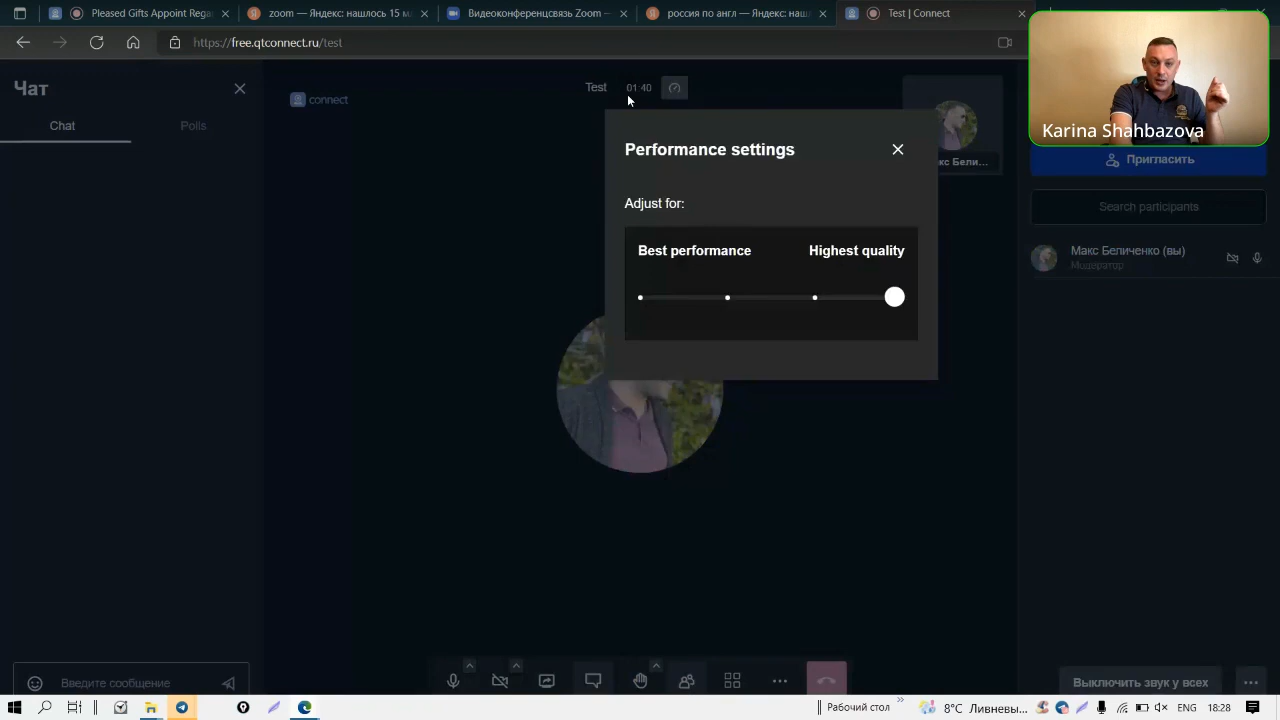 Pleased Gifts Appoint Rega
zoom — Яндекс: нашлось 15 м
Видеоконференцсвязь Zoom —
россия по англ — Яндекс: наш
Test | Connect
https://free.qtconnect.ru/test
Чат
Chat
Polls
connect
Test
01:40
Performance settings
Adjust for:
Best performance
Highest quality
кс Бели...
Karina Shahbazova
Пригласить
Search participants
Макс Беличенко (вы)
Модератор
Введите сообщение
Выключить звук у всех
Рабочий стол
8°C Ливневы...
ENG
18:28